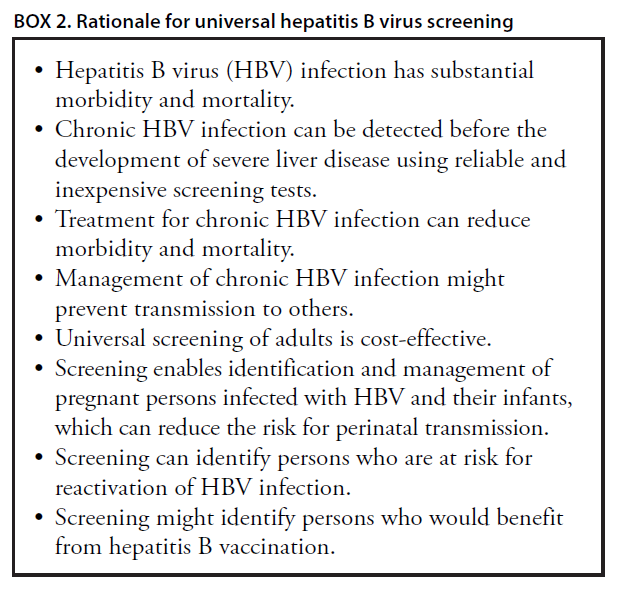 BOX 2. Rationale for universal hepatitis B virus screening
• Hepatitis B virus (HBV) infection has substantial
morbidity and mortality.
• Chronic HBV infection can be detected before the
development of severe liver disease using reliable and
inexpensive screening tests.
• Treatment for chronic HBV infection can reduce
morbidity and mortality.
• Management of chronic HBV infection might
prevent transmission to others.
• Universal screening of adults is cost-effective.
• Screening enables identification and management of
pregnant persons infected with HBV and their infants,
which can reduce the risk for perinatal transmission.
• Screening can identify persons who are at risk for
reactivation of HBV infection.
• Screening might identify persons who would benefit
from hepatitis B vaccination.